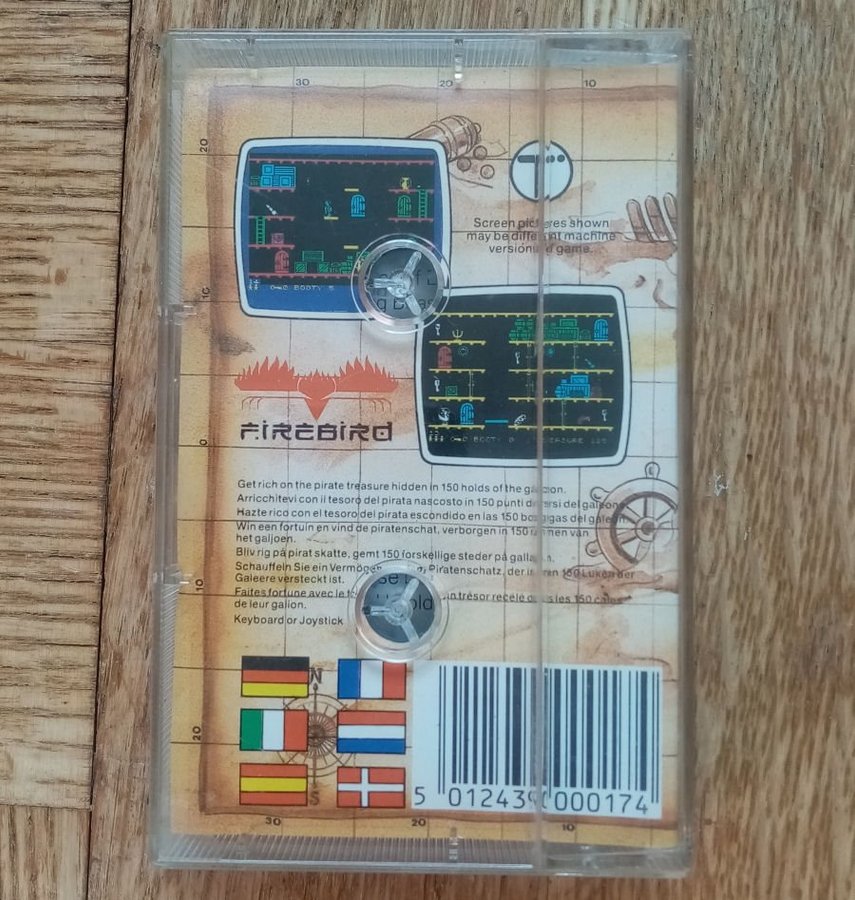 30 20 10
20
Screen pictures shown
may be different machine
versions of game.
10
BOOTY
BOOTY
FIREBIRD
0
Get rich on the pirate treasure hidden in 150 holds of the galleon.
Arricchitevi con il tesoro del pirata nascosto in 150 punti diversi del galeone.
Hazte rico con el tesoro del pirata escondido en las 150 bodegas del galeón.
Win een fortuin en vind de piratenschat, verborgen in 150 ruimen van
het galjoen.
Bliv rig på pirat skatte, gemt 150 forskellige steder på gallajen.
Schaufeln Sie ein Vermögen Piratenschatz, der in den 150 Luken der
Galeere versteckt ist.
Faites fortune avec le trésor recelé dans les 150 cales
de leur galion.
Keyboard or Joystick
10
N
S
20
5 012439 000174
30 20 10